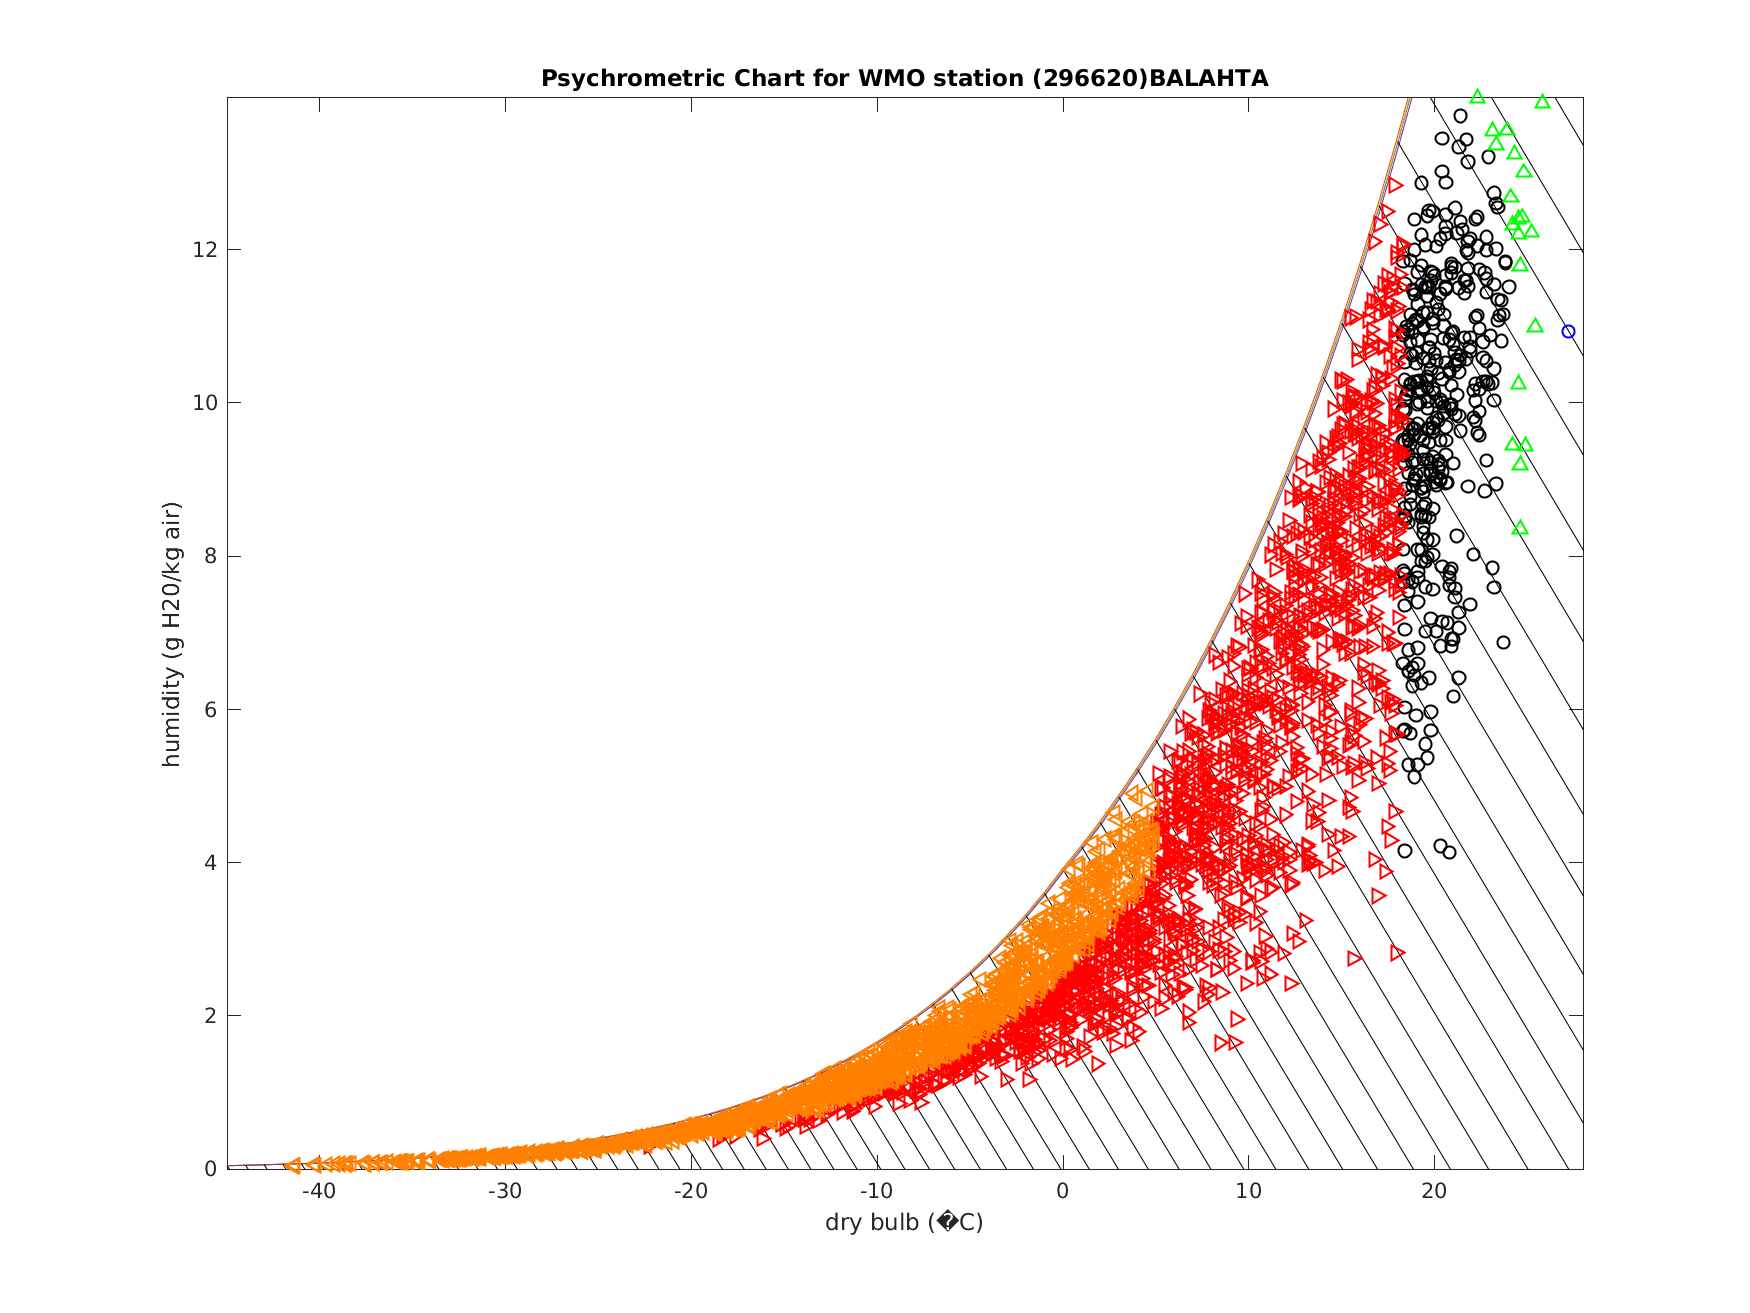 Psychrometric Chart for WMO station (296620)BALAHTA
humidity (g H20/kg air)
12
10
8
6
4
2
0
-40 -30 -20 -10 0 10 20
dry bulb (�C)